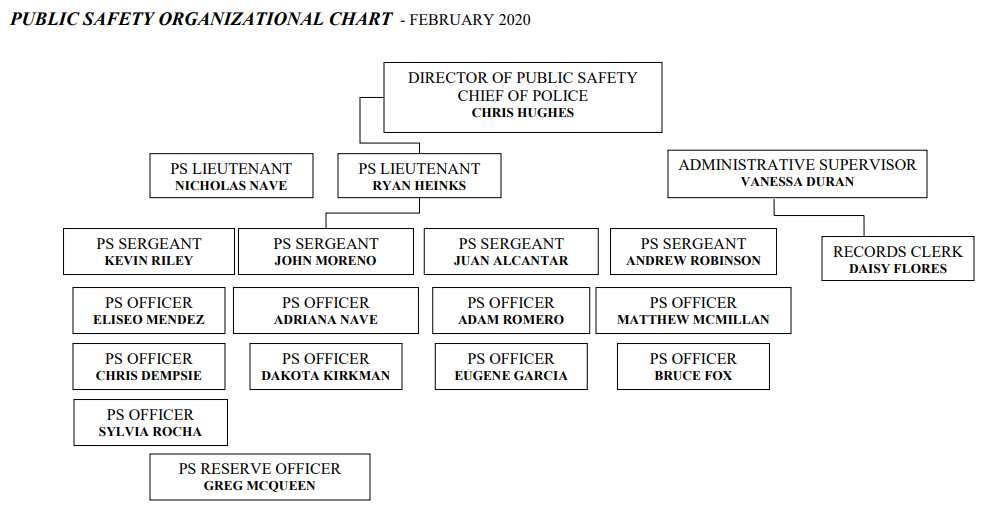 PUBLIC SAFETY ORGANIZATIONAL CHART - FEBRUARY 2020
DIRECTOR OF PUBLIC SAFETY
CHIEF OF POLICE
CHRIS HUGHES
PS LIEUTENANT
NICHOLAS NAVE
PS LIEUTENANT
RYAN HEINKS
ADMINISTRATIVE SUPERVISOR
VANESSA DURAN
PS SERGEANT
KEVIN RILEY
PS SERGEANT
JOHN MORENO
PS SERGEANT
JUAN ALCANTAR
PS SERGEANT
ANDREW ROBINSON
RECORDS CLERK
DAISY FLORES
PS OFFICER
ELISEO MENDEZ
PS OFFICER
ADRIANA NAVE
PS OFFICER
ADAM ROMERO
PS OFFICER
MATTHEW MCMILLAN
PS OFFICER
CHRIS DEMPSIE
PS OFFICER
DAKOTA KIRKMAN
PS OFFICER
EUGENE GARCIA
PS OFFICER
BRUCE FOX
PS OFFICER
SYLVIA ROCHA
PS RESERVE OFFICER
GREG MCQUEEN